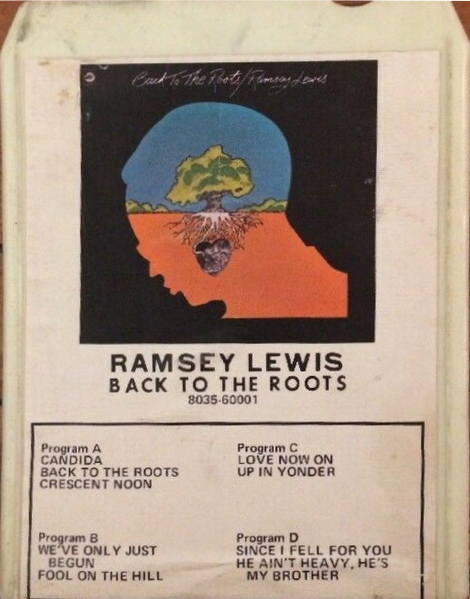 Back To The Roots/Ramsey Lewis
RAMSEY LEWIS
BACK TO THE ROOTS
8035-60001
Program A
CANDIDA
BACK TO THE ROOTS
CRESCENT NOON
Program B
WE'VE ONLY JUST
BEGUN
FOOL ON THE HILL
Program C
LOVE NOW ON
UP IN YONDER
Program D
SINCE I FELL FOR YOU
HE AIN'T HEAVY, HE'S
MY BROTHER